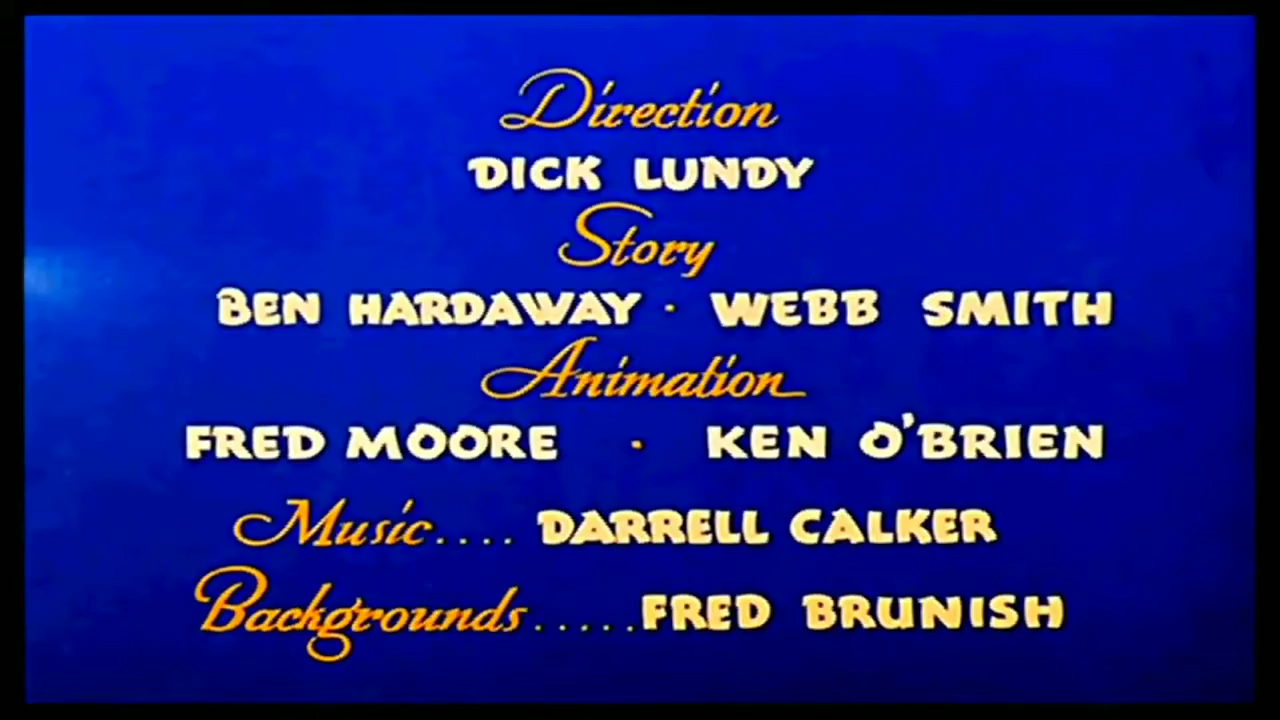 Direction
DICK LUNDY
Story
BEN HARDAWAY · WEBB SMITH
Animation
FRED MOORE · KEN O'BRIEN
Music.... DARRELL CALKER
Backgrounds.....FRED BRUNISH